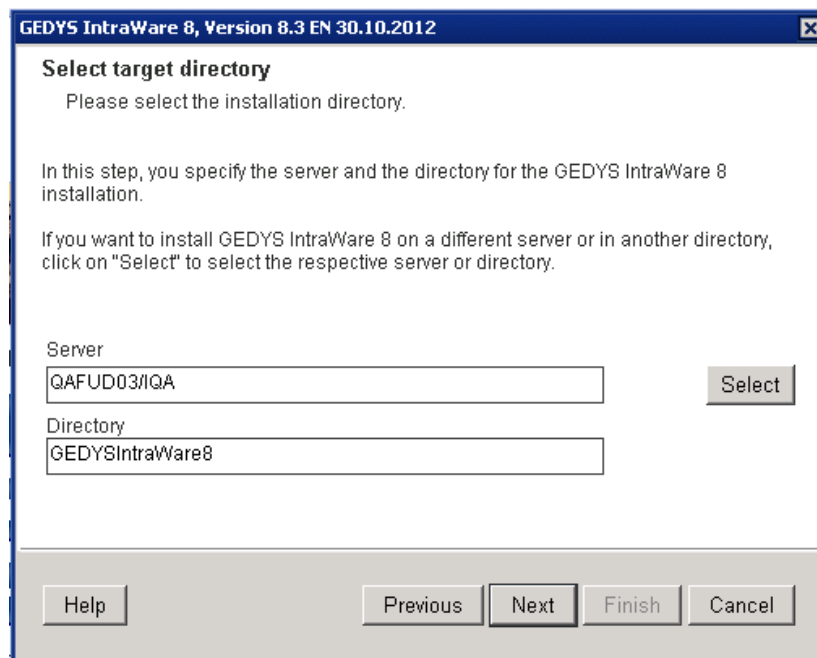 GEDYS IntraWare 8, Version 8.3 EN 30.10.2012
Select target directory
Please select the installation directory.
In this step, you specify the server and the directory for the GEDYS IntraWare 8
installation.
If you want to install GEDYS IntraWare 8 on a different server or in another directory,
click on "Select" to select the respective server or directory.
Server
QAFUD03/IQA
Select
Directory
GEDYSIntraWare8
Help
Previous
Next
Finish
Cancel